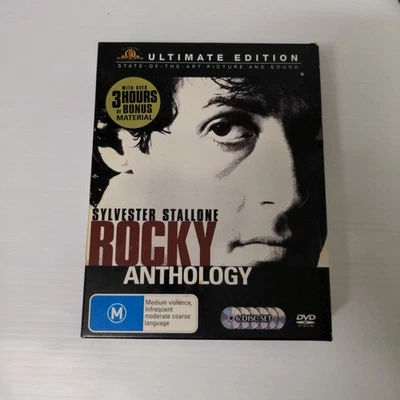 ULTIMATE EDITION
STATE-OF-THE-ART PICTURE AND SOUND
WITH OVER
3 HOURS
OF BONUS
MATERIAL
SYLVESTER STALLONE
ROCKY
ANTHOLOGY
M
Medium violence,
Infrequent
moderate coarse
language
DISC SET
DVD
VIDEO